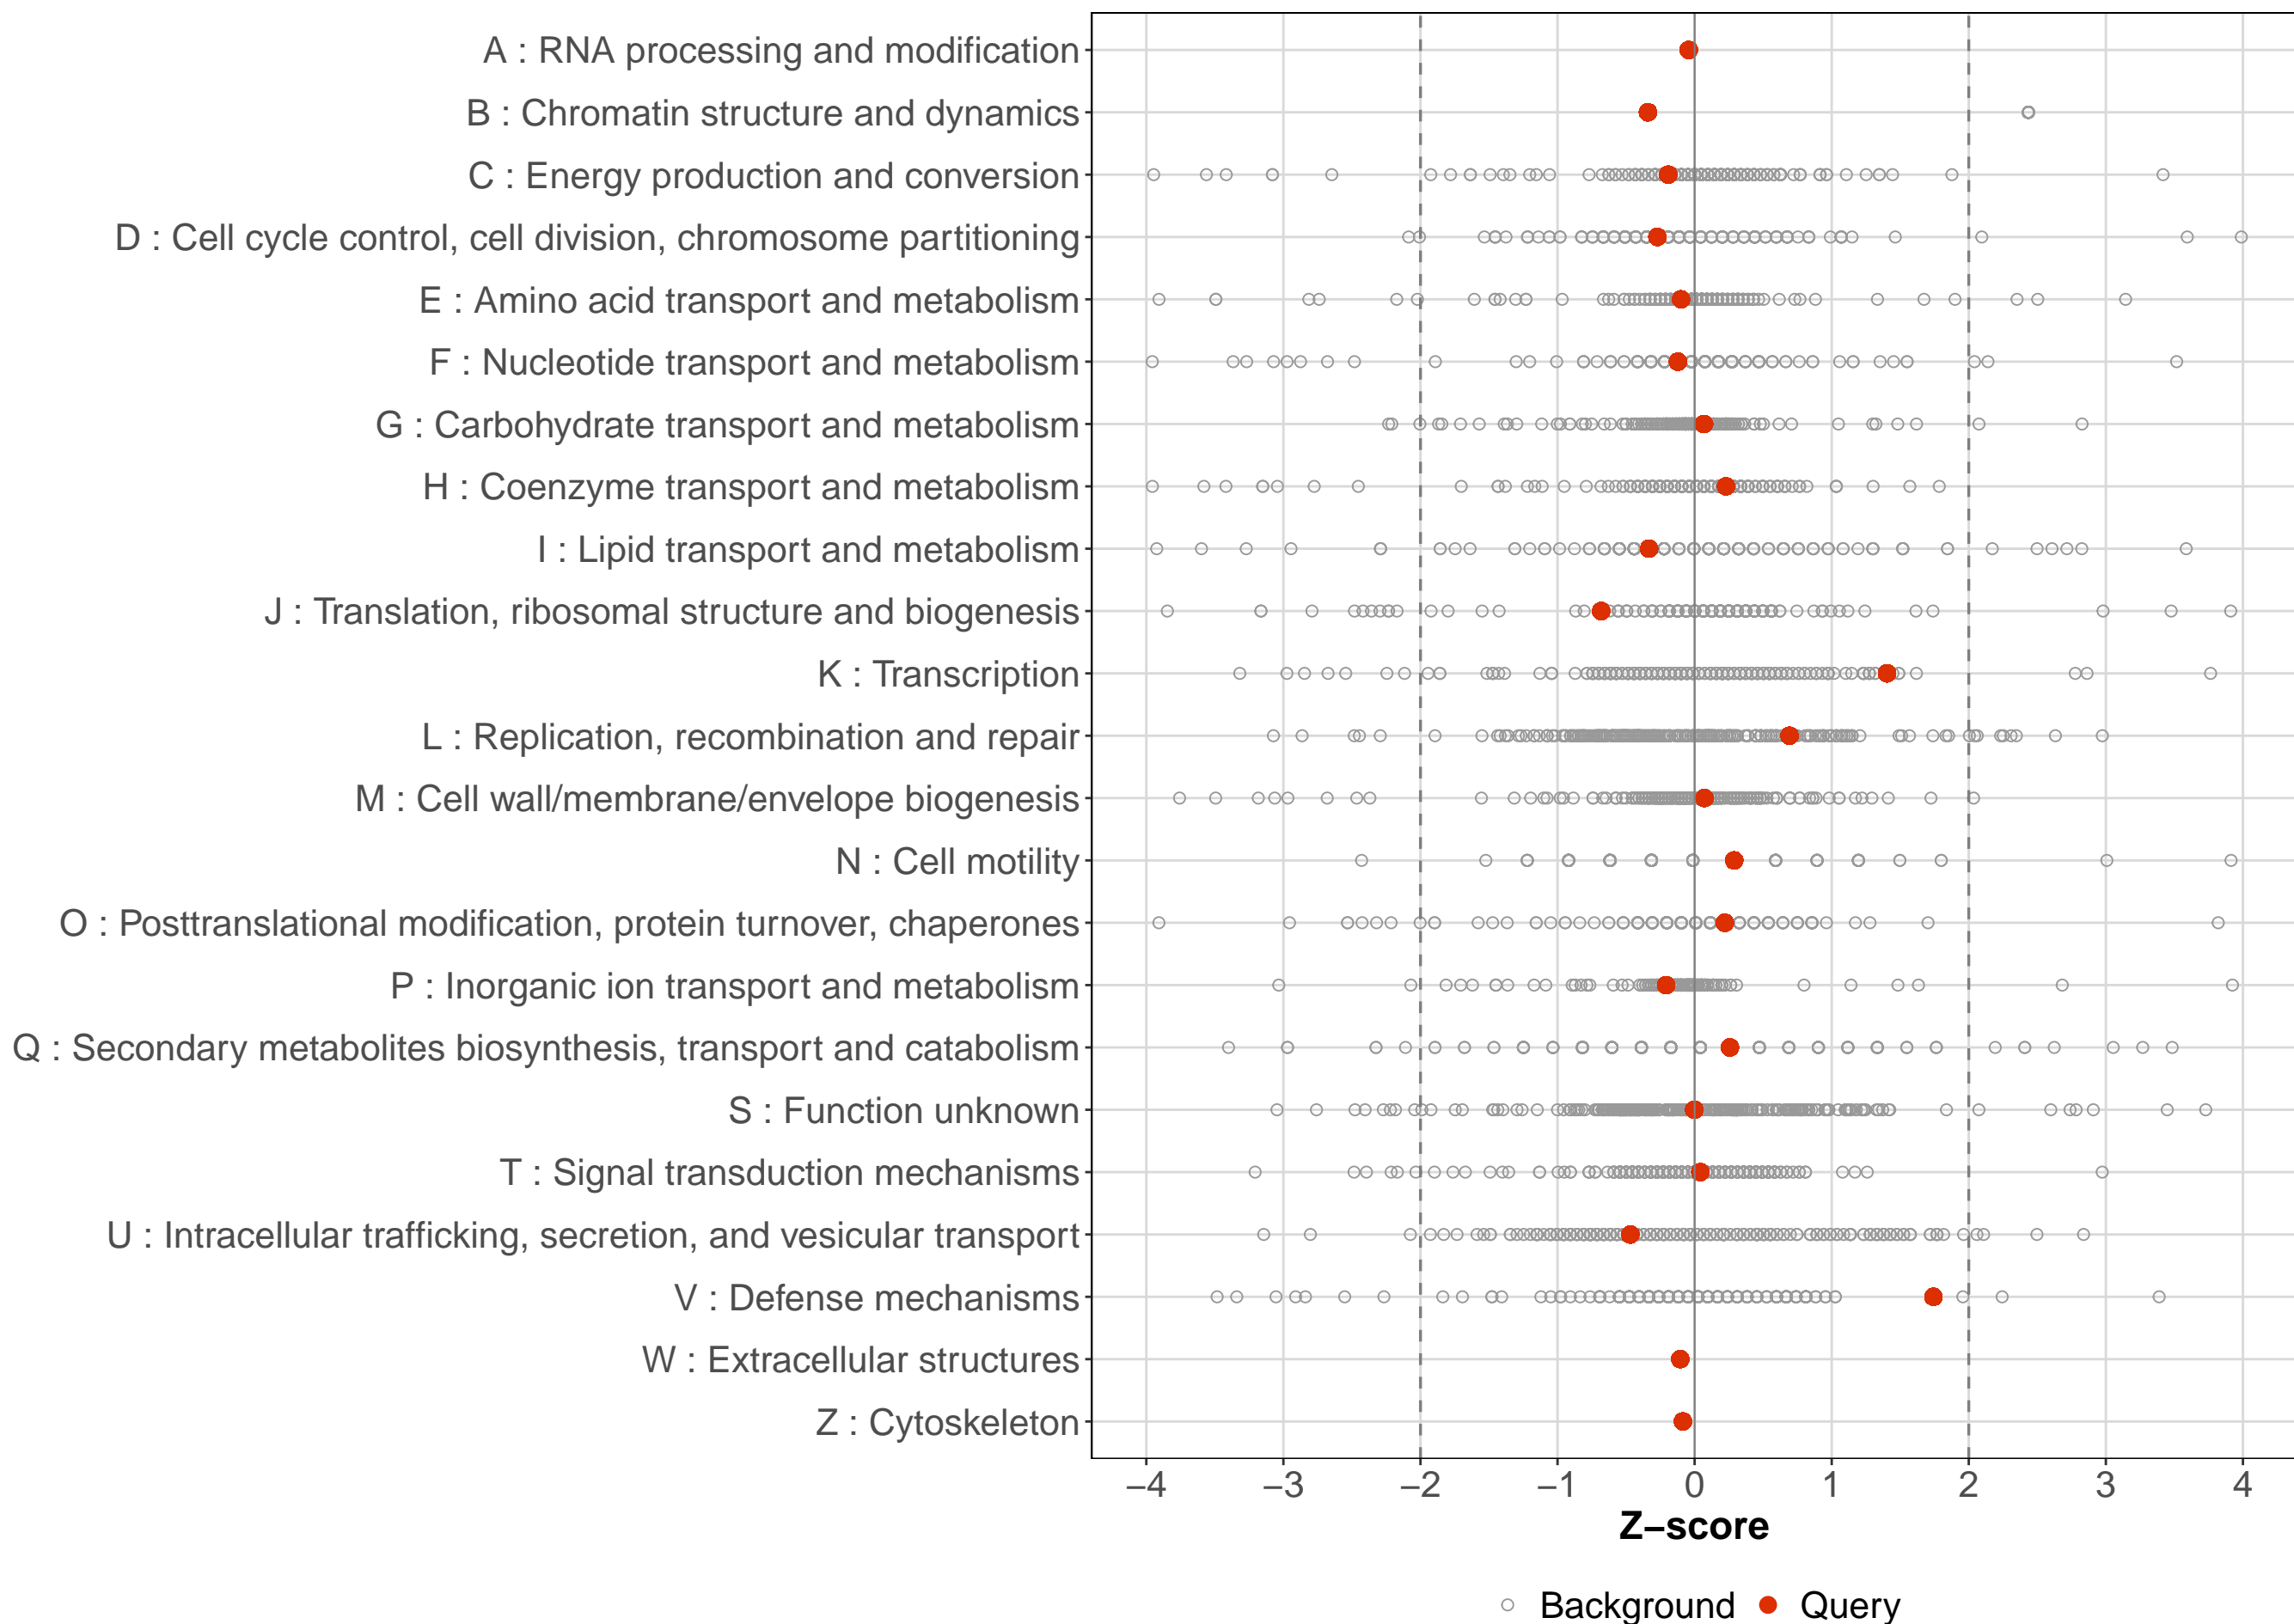 A : RNA processing and modification
B : Chromatin structure and dynamics
C : Energy production and conversion
D : Cell cycle control, cell division, chromosome partitioning
E : Amino acid transport and metabolism
F : Nucleotide transport and metabolism
G : Carbohydrate transport and metabolism
H : Coenzyme transport and metabolism
I : Lipid transport and metabolism
J : Translation, ribosomal structure and biogenesis
K : Transcription
L : Replication, recombination and repair
M : Cell wall/membrane/envelope biogenesis
N : Cell motility
O : Posttranslational modification, protein turnover, chaperones
P : Inorganic ion transport and metabolism
Q : Secondary metabolites biosynthesis, transport and catabolism
S : Function unknown
T : Signal transduction mechanisms
U : Intracellular trafficking, secretion, and vesicular transport
V : Defense mechanisms
W : Extracellular structures
Z : Cytoskeleton
−4 −3 −2 −1 0 1 2 3 4
Z−score
Background Query